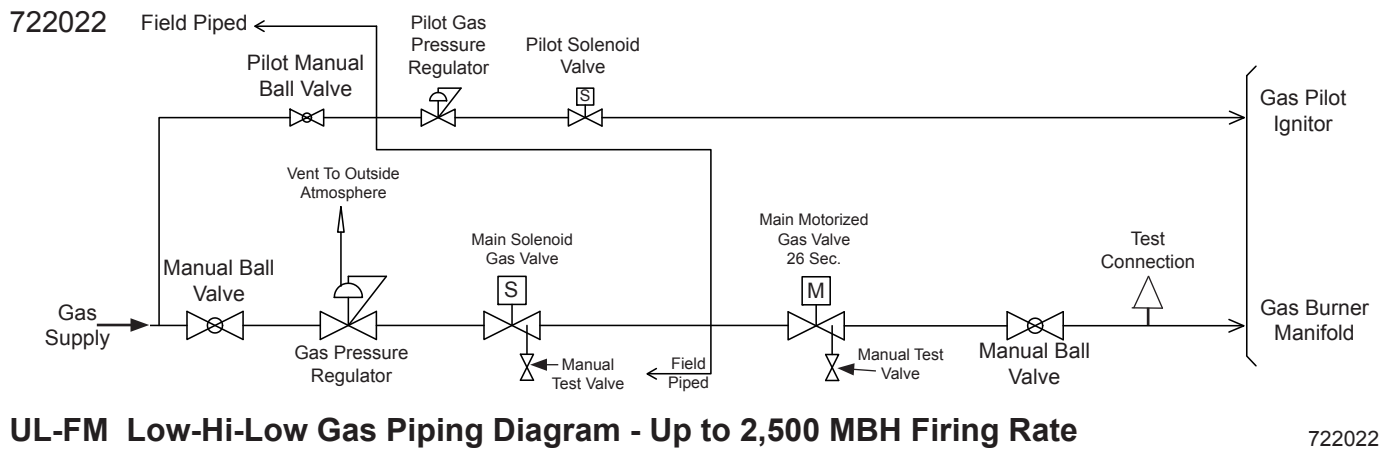 722022
Field Piped
Pilot Gas
Pressure
Regulator
Pilot Solenoid
Valve
Pilot Manual
Ball Valve
S
Gas Pilot
Ignitor
Vent To Outside
Atmosphere
Main Solenoid
Gas Valve
Main Motorized
Gas Valve
26 Sec.
Test
Connection
Manual Ball
Valve
S
M
Gas
Supply
Gas Burner
Manifold
Gas Pressure
Regulator
Manual
Test Valve
Field
Piped
Manual Test
Valve
Manual Ball
Valve
UL-FM Low-Hi-Low Gas Piping Diagram - Up to 2,500 MBH Firing Rate
722022